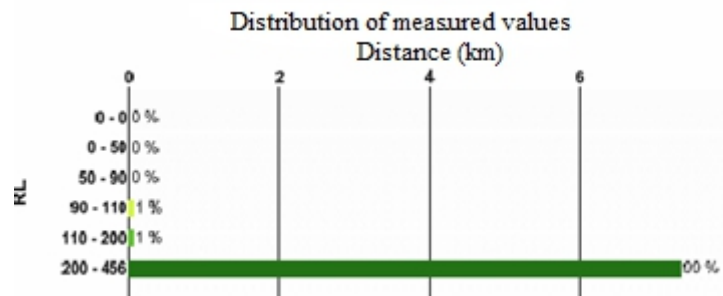 Distribution of measured values
Distance (km)
0 2 4 6
RL
0 - 0 0 %
0 - 50 0 %
50 - 90 0 %
90 - 110 1 %
110 - 200 1 %
200 - 456 00 %